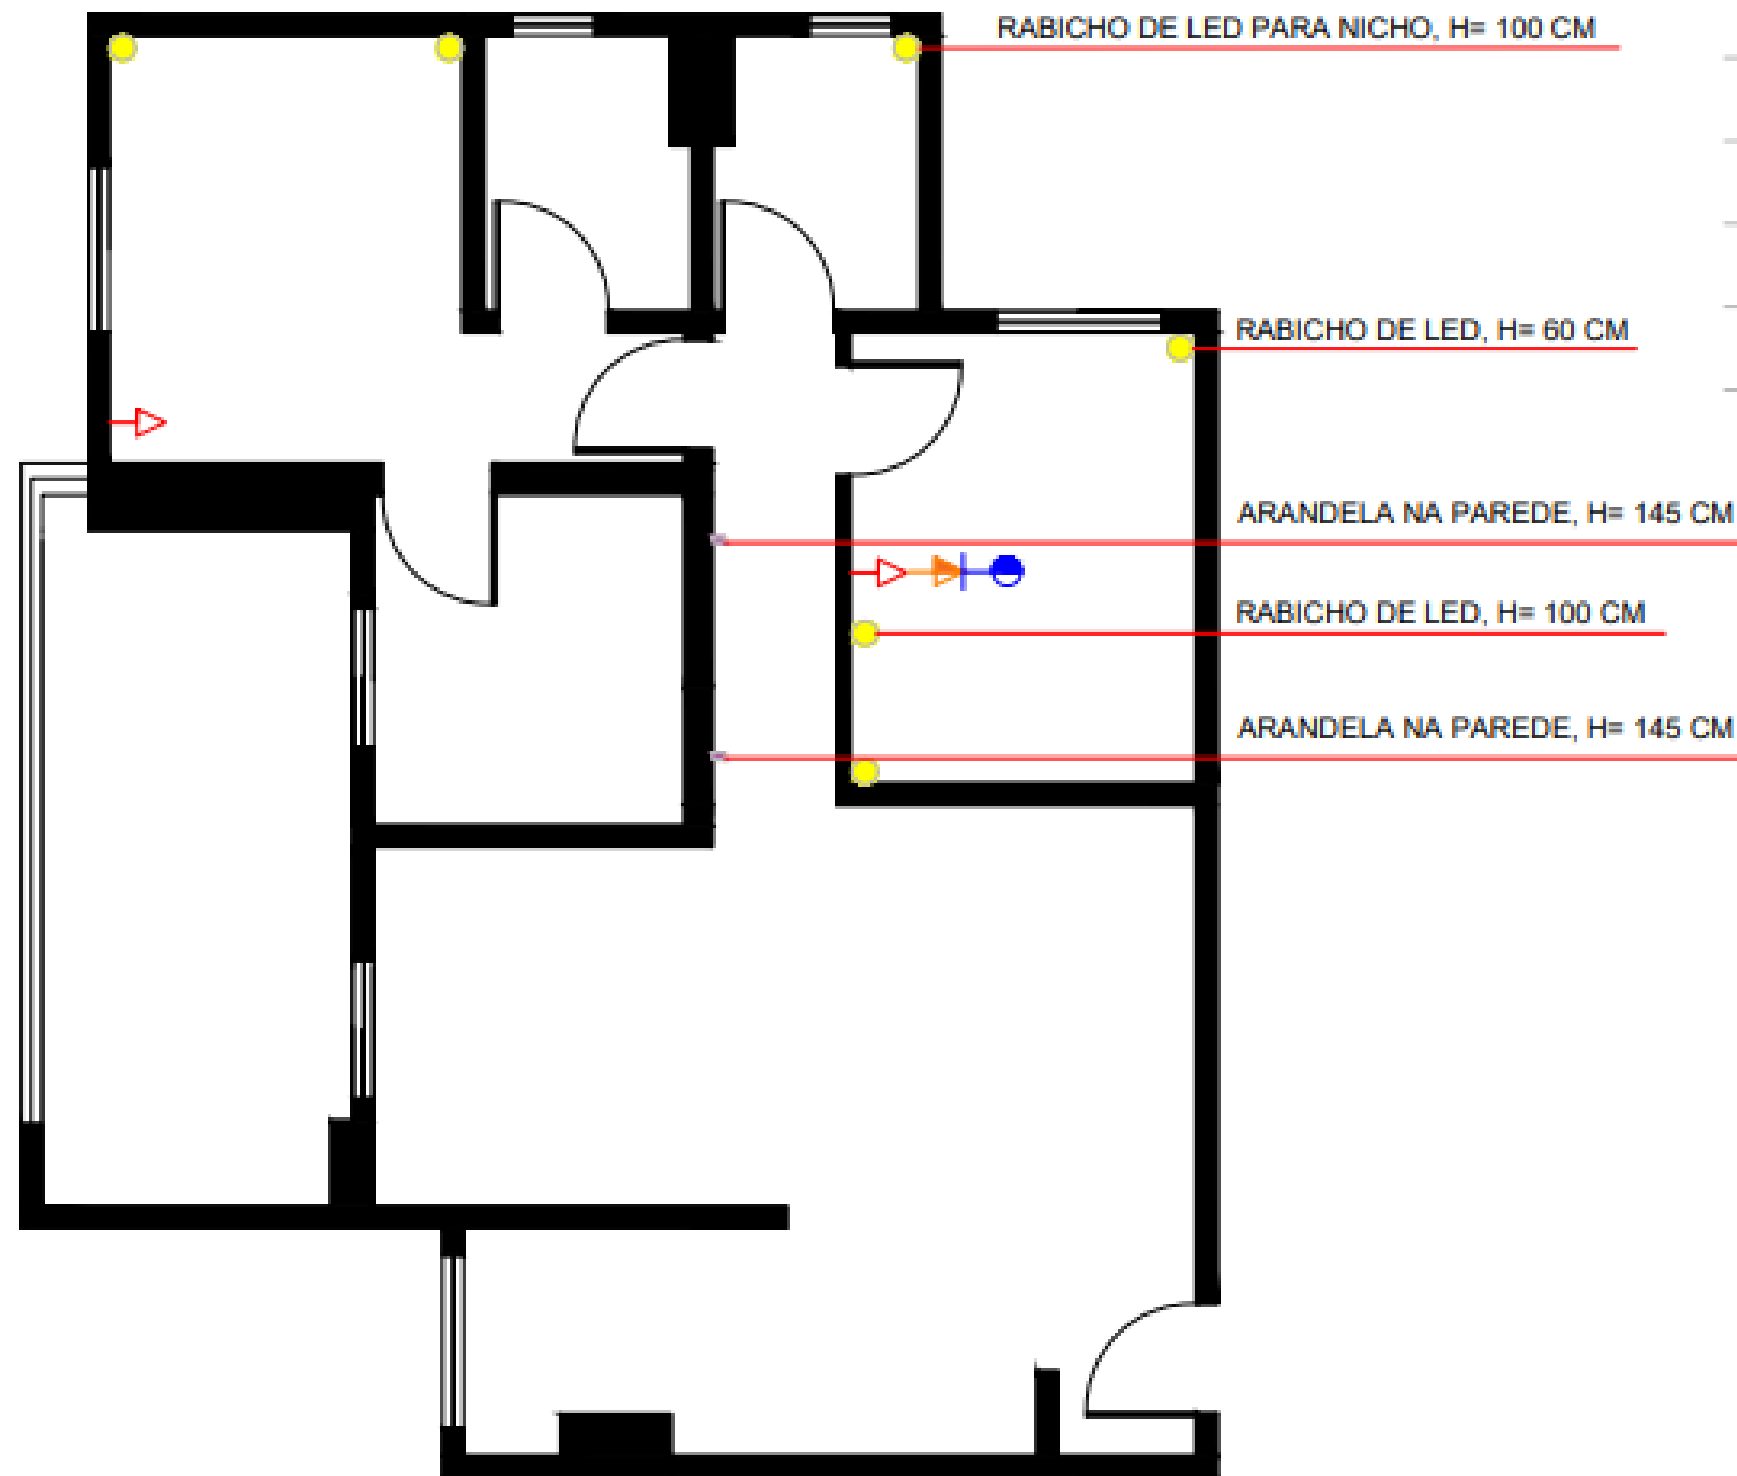 RABICHO DE LED PARA NICHO, H= 100 CM
RABICHO DE LED, H= 60 CM
ARANDELA NA PAREDE, H= 145 CM
RABICHO DE LED, H= 100 CM
ARANDELA NA PAREDE, H= 145 CM